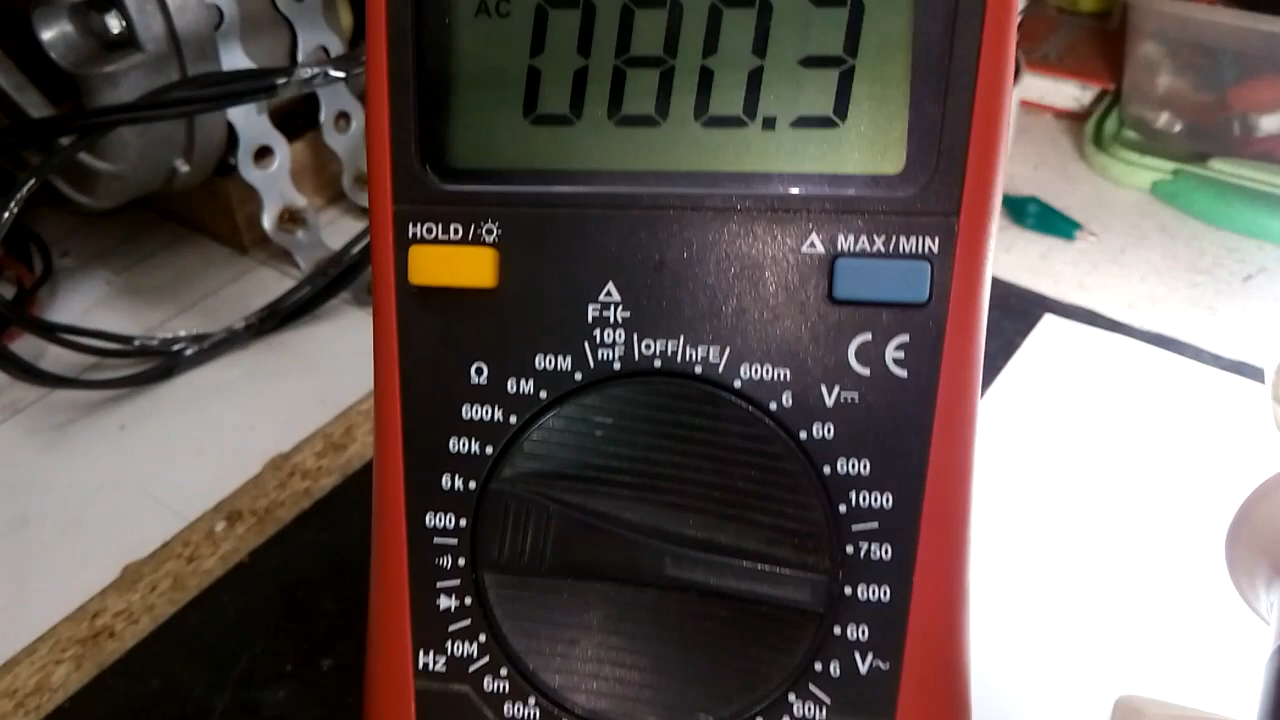 AC
080.3
HOLD /
MAX/MIN
Δ
Δ
F
100
mF
OFF
hFE
CE
Ω
60M
6M
600k
60k
6k
600
600m
6
V
60
600
1000
750
600
60
6
V~
Hz
10M
6m
60m
60µ